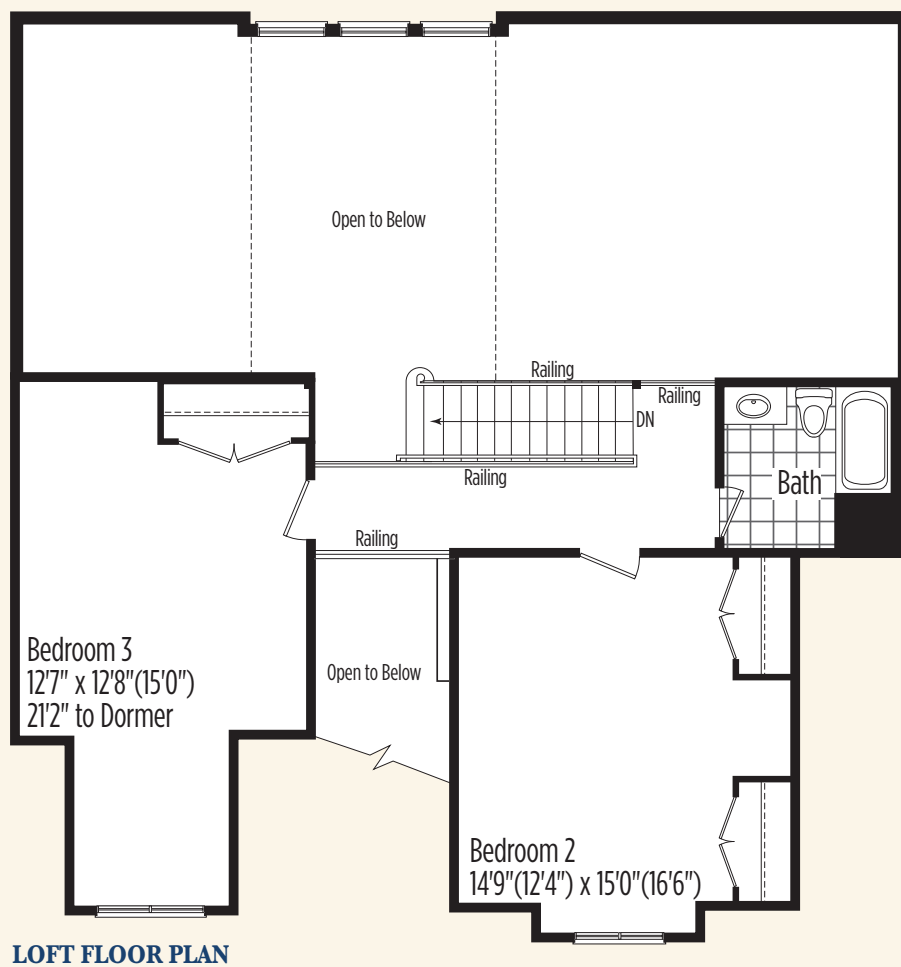 Open to Below
Railing
Railing
DN
Railing
Bath
Railing
Bedroom 3
12'7" x 12'8"(15'0")
21'2" to Dormer
Open to Below
Bedroom 2
14'9"(12'4") x 15'0"(16'6")
LOFT FLOOR PLAN